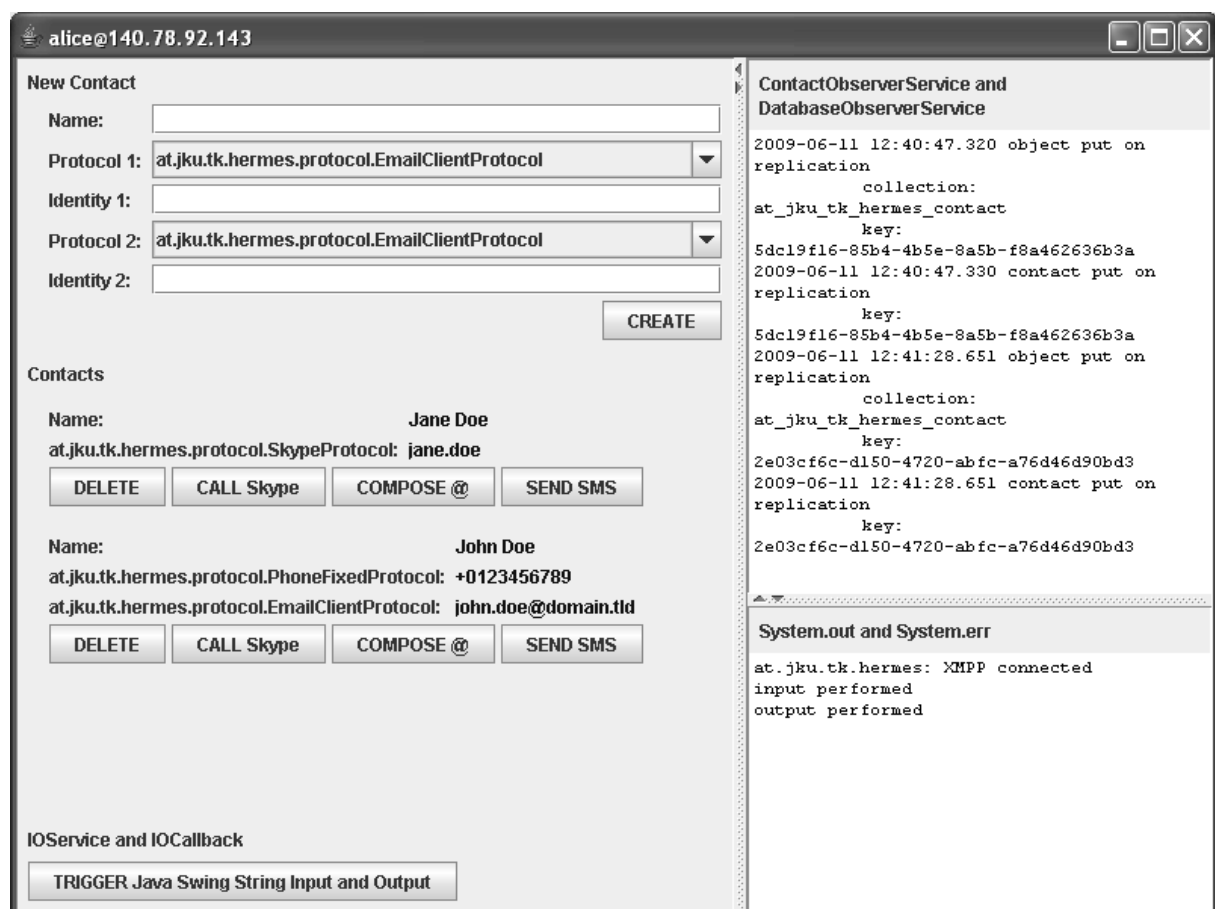 alice@140.78.92.143
New Contact
Name:
Protocol 1: at.jku.tk.hermes.protocol.EmailClientProtocol
Identity 1:
Protocol 2: at.jku.tk.hermes.protocol.EmailClientProtocol
Identity 2:
CREATE
Contacts
Name: Jane Doe
at.jku.tk.hermes.protocol.SkypeProtocol: jane.doe
DELETE CALL Skype COMPOSE @ SEND SMS
Name: John Doe
at.jku.tk.hermes.protocol.PhoneFixedProtocol: +0123456789
at.jku.tk.hermes.protocol.EmailClientProtocol: john.doe@domain.tld
DELETE CALL Skype COMPOSE @ SEND SMS
IOService and IOCallback
TRIGGER Java Swing String Input and Output
ContactObserverService and
DatabaseObserverService
2009-06-11 12:40:47.320 object put on
replication
collection:
at_jku_tk_hermes_contact
key:
5dc19f16-85b4-4b5e-8a5b-f8a462636b3a
2009-06-11 12:40:47.330 contact put on
replication
key:
5dc19f16-85b4-4b5e-8a5b-f8a462636b3a
2009-06-11 12:41:28.651 object put on
replication
collection:
at_jku_tk_hermes_contact
key:
2e03cf6c-d150-4720-abfc-a76d46d90bd3
2009-06-11 12:41:28.651 contact put on
replication
key:
2e03cf6c-d150-4720-abfc-a76d46d90bd3
System.out and System.err
at.jku.tk.hermes: XMPP connected
input performed
output performed